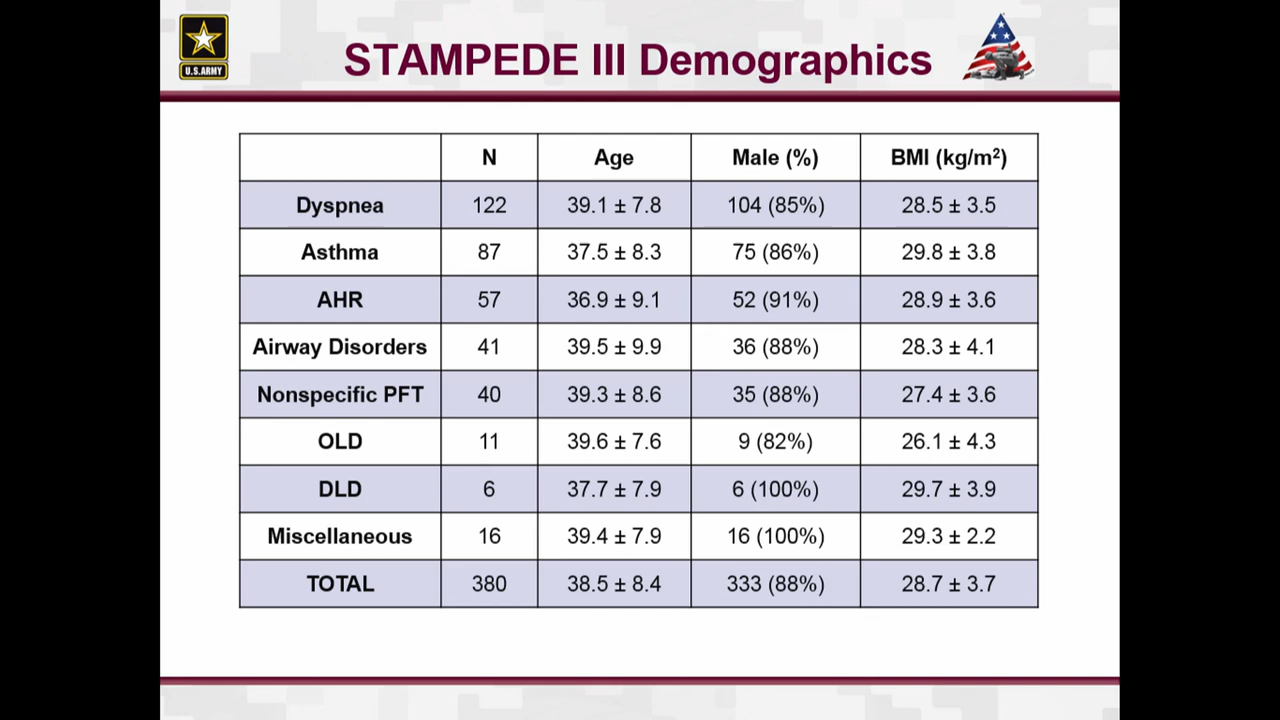 STAMPEDE III Demographics
U.S.ARMY
N Age Male (%) BMI (kg/m²)
Dyspnea 122 39.1 ± 7.8 104 (85%) 28.5 ± 3.5
Asthma 87 37.5 ± 8.3 75 (86%) 29.8 ± 3.8
AHR 57 36.9 ± 9.1 52 (91%) 28.9 ± 3.6
Airway Disorders 41 39.5 ± 9.9 36 (88%) 28.3 ± 4.1
Nonspecific PFT 40 39.3 ± 8.6 35 (88%) 27.4 ± 3.6
OLD 11 39.6 ± 7.6 9 (82%) 26.1 ± 4.3
DLD 6 37.7 ± 7.9 6 (100%) 29.7 ± 3.9
Miscellaneous 16 39.4 ± 7.9 16 (100%) 29.3 ± 2.2
TOTAL 380 38.5 ± 8.4 333 (88%) 28.7 ± 3.7